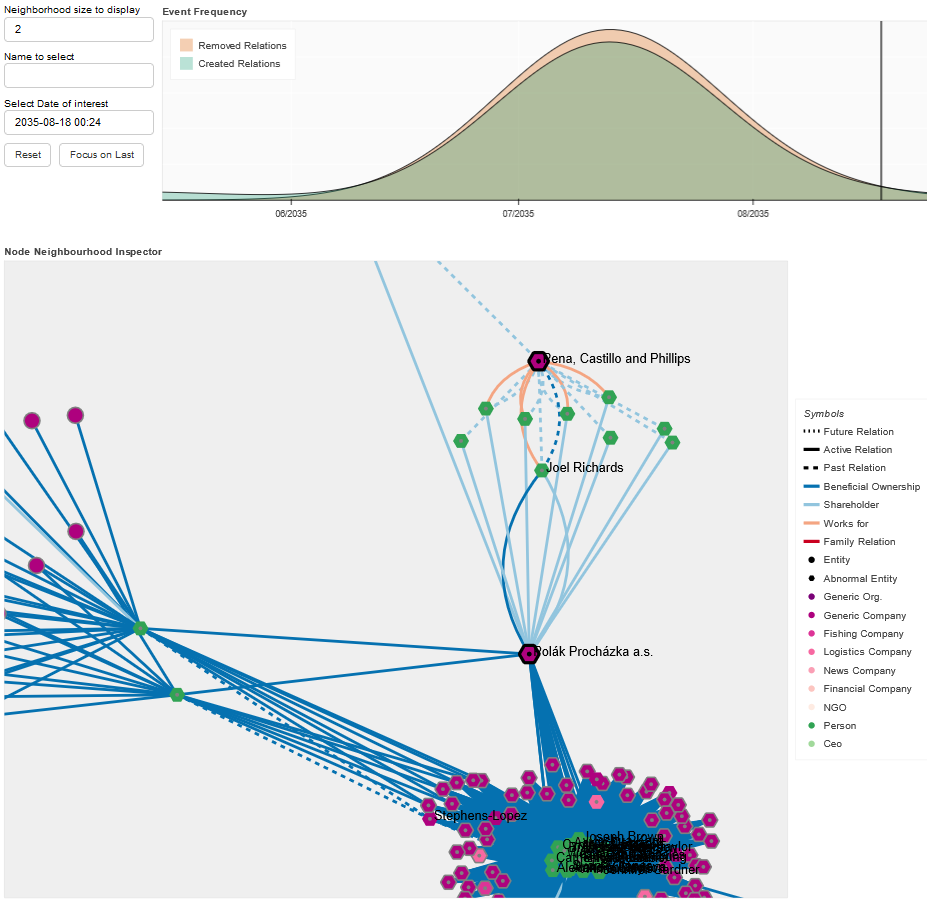 Neighborhood size to display
2
Name to select
Select Date of interest
2035-08-18 00:24
Reset
Focus on Last
Event Frequency
Removed Relations
Created Relations
06/2035
07/2035
08/2035
Node Neighbourhood Inspector
Pena, Castillo and Phillips
Joel Richards
Polák Procházka a.s.
Stephens-Lopez
Joseph Brown
Symbols
Future Relation
Active Relation
Past Relation
Beneficial Ownership
Shareholder
Works for
Family Relation
Entity
Abnormal Entity
Generic Org.
Generic Company
Fishing Company
Logistics Company
News Company
Financial Company
NGO
Person
Ceo